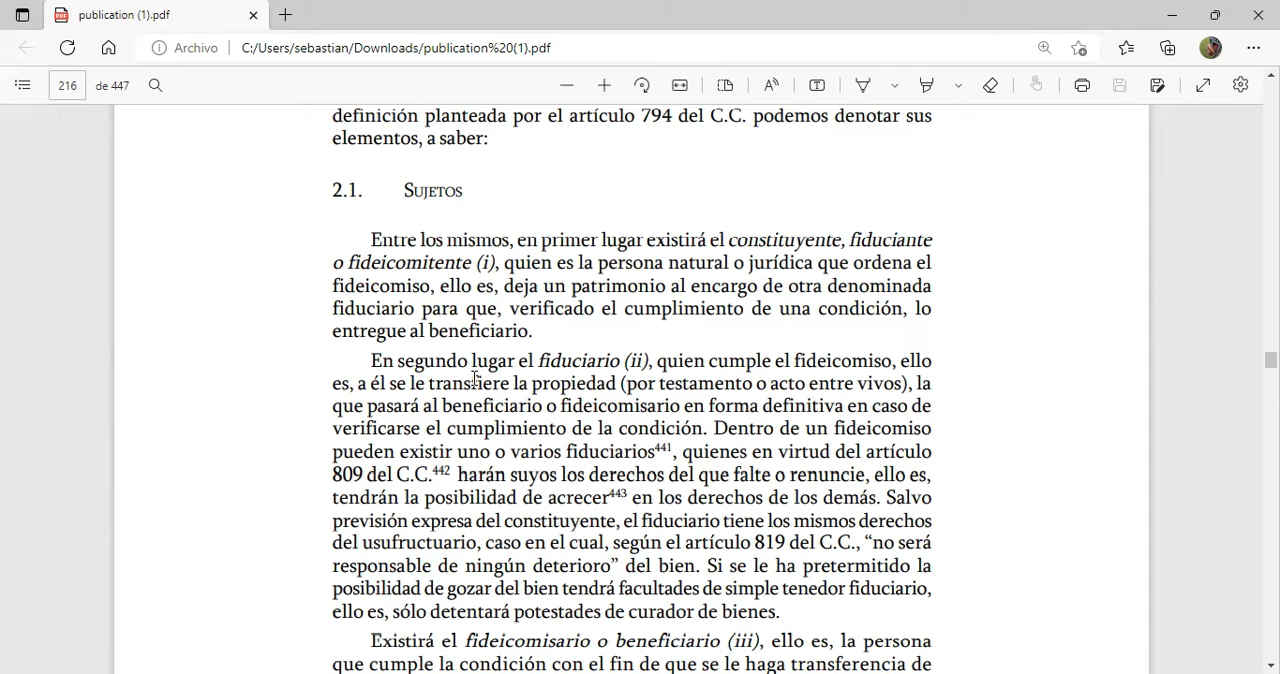 publication (1).pdf
Archivo
C:/Users/sebastian/Downloads/publication%20(1).pdf
216 de 447
definición planteada por el artículo 794 del C.C. podemos denotar sus
elementos, a saber:
2.1. Sujetos
Entre los mismos, en primer lugar existirá el constituyente, fiduciante
o fideicomitente (i), quien es la persona natural o jurídica que ordena el
fideicomiso, ello es, deja un patrimonio al encargo de otra denominada
fiduciario para que, verificado el cumplimiento de una condición, lo
entregue al beneficiario.
En segundo lugar el fiduciario (ii), quien cumple el fideicomiso, ello
es, a él se le transfiere la propiedad (por testamento o acto entre vivos), la
que pasará al beneficiario o fideicomisario en forma definitiva en caso de
verificarse el cumplimiento de la condición. Dentro de un fideicomiso
pueden existir uno o varios fiduciarios441, quienes en virtud del artículo
809 del C.C.442 harán suyos los derechos del que falte o renuncie, ello es,
tendrán la posibilidad de acrecer443 en los derechos de los demás. Salvo
previsión expresa del constituyente, el fiduciario tiene los mismos derechos
del usufructuario, caso en el cual, según el artículo 819 del C.C., “no será
responsable de ningún deterioro” del bien. Si se le ha pretermitido la
posibilidad de gozar del bien tendrá facultades de simple tenedor fiduciario,
ello es, sólo detentará potestades de curador de bienes.
Existirá el fideicomisario o beneficiario (iii), ello es, la persona
que cumple la condición con el fin de que se le haga transferencia de